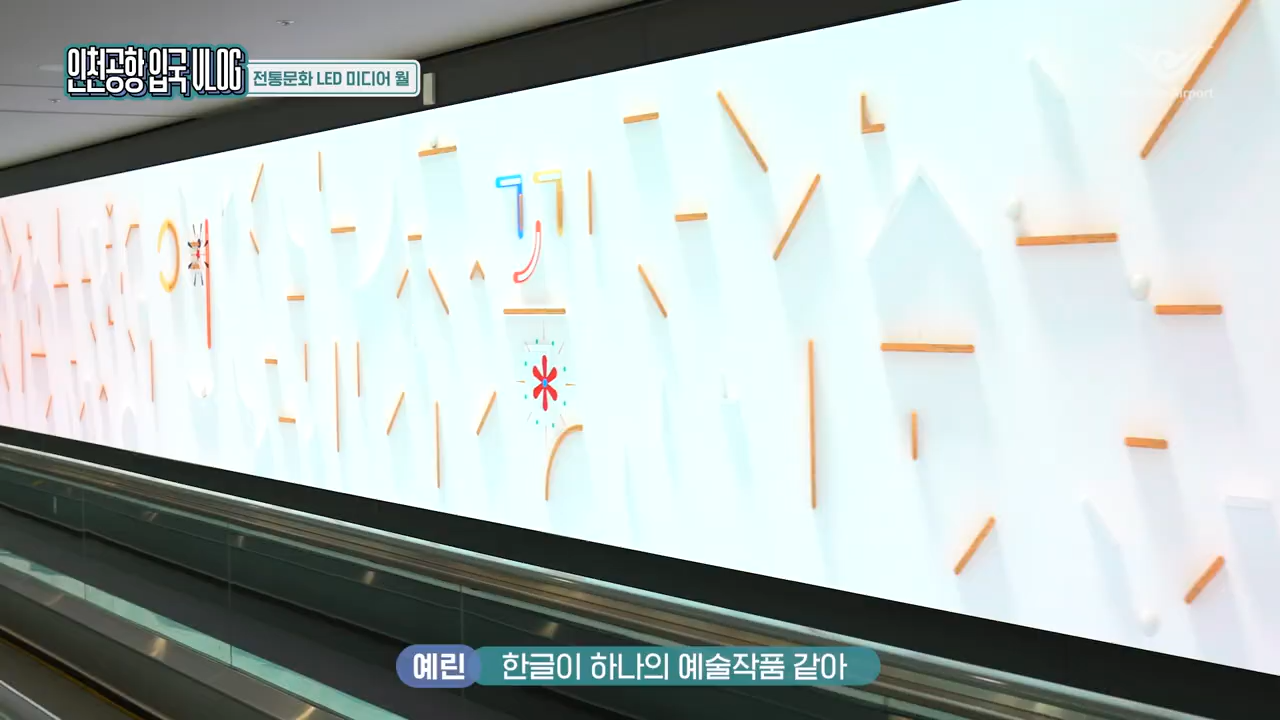 인천공항 입국 VLOG
전통문화 LED 미디어 월
airport
예린 한글이 하나의 예술작품 같아